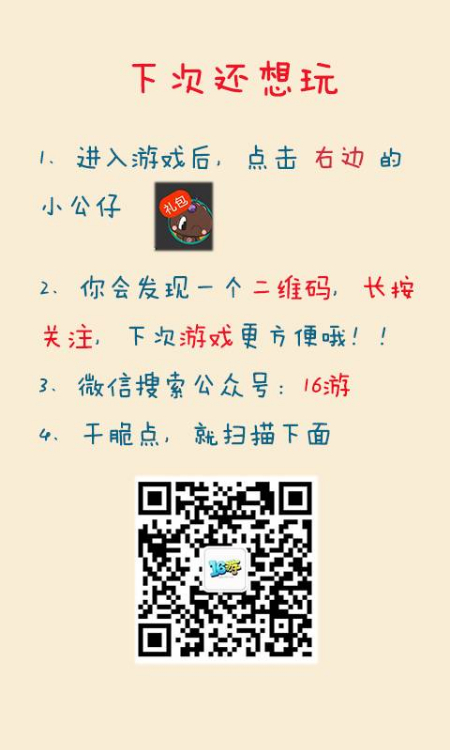 下次还想玩
1. 进入游戏后, 点击 右边 的
小公仔
礼包
2. 你会发现一个二维码, 长按
关注, 下次游戏更方便哦！！
3. 微信搜索公众号: 16游
4. 干脆点, 就扫描下面
16游